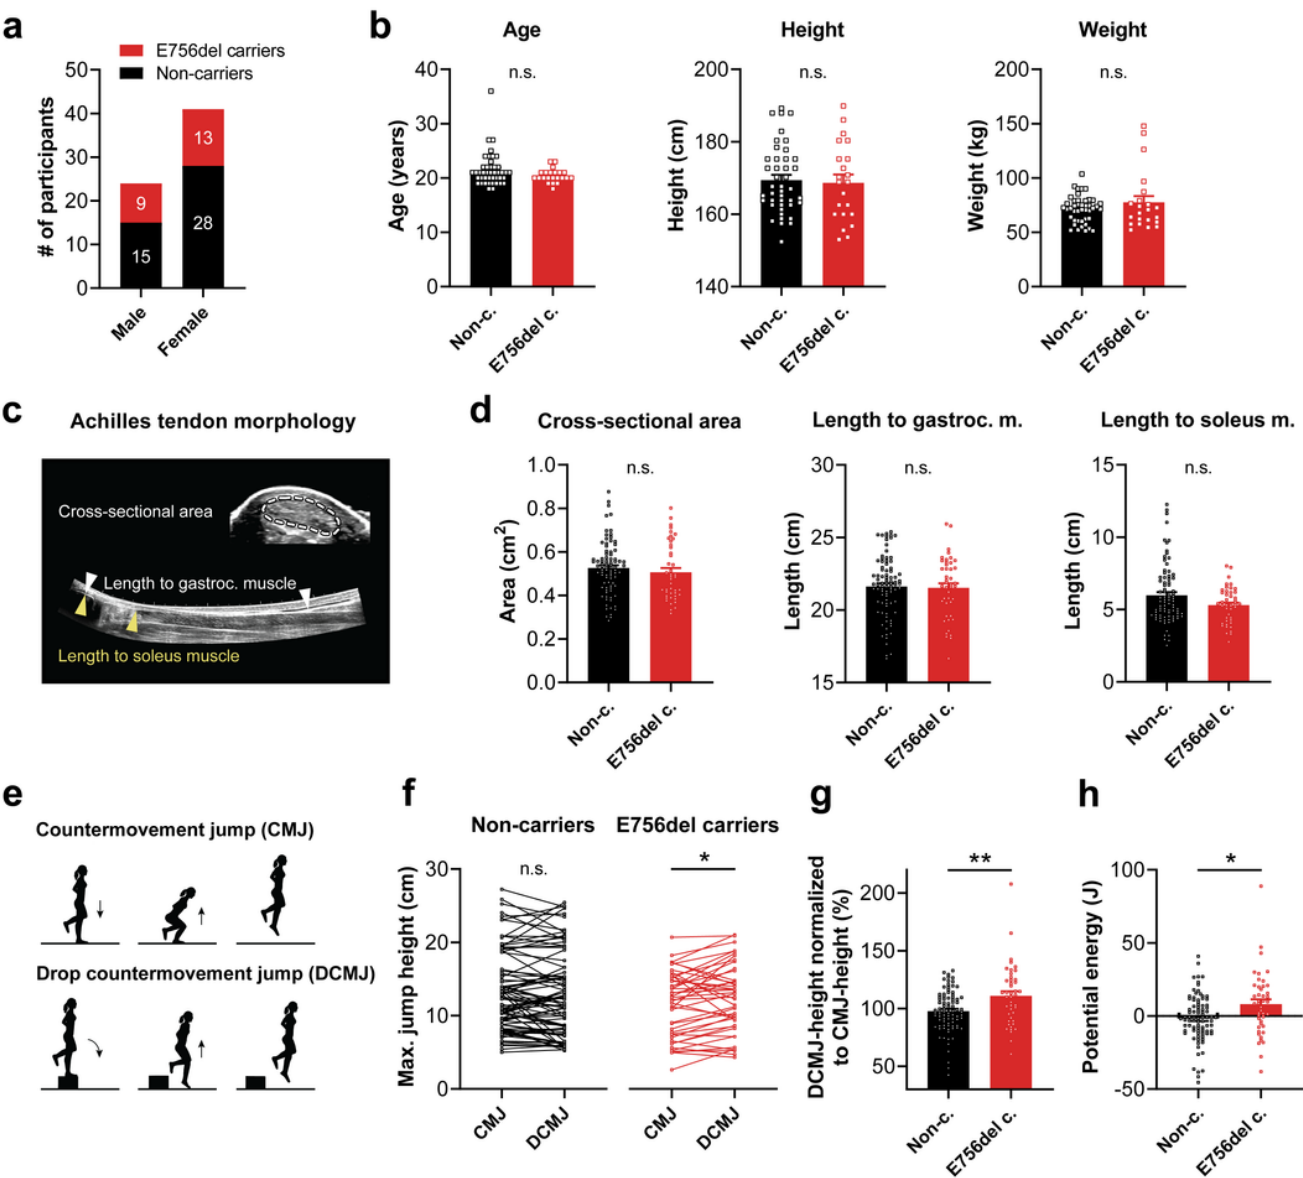 a
E756del carriers
Non-carriers
# of participants
50
40
30
20
10
0
13
9
28
15
Male
Female
b
Age
n.s.
Age (years)
40
30
20
10
0
Non-c.
E756del c.
Height
n.s.
Height (cm)
200
180
160
140
Non-c.
E756del c.
Weight
n.s.
Weight (kg)
200
150
100
50
0
Non-c.
E756del c.
c
Achilles tendon morphology
Cross-sectional area
Length to gastroc. muscle
Length to soleus muscle
d
Cross-sectional area
n.s.
Area (cm²)
1.0
0.8
0.6
0.4
0.2
0.0
Non-c.
E756del c.
Length to gastroc. m.
n.s.
Length (cm)
30
25
20
15
Non-c.
E756del c.
Length to soleus m.
n.s.
Length (cm)
15
10
5
0
Non-c.
E756del c.
e
Countermovement jump (CMJ)
Drop countermovement jump (DCMJ)
f
Non-carriers
E756del carriers
n.s.
*
Max. jump height (cm)
30
20
10
0
CMJ
DCMJ
CMJ
DCMJ
g
**
DCMJ-height normalized
to CMJ-height (%)
200
150
100
50
Non-c.
E756del c.
h
*
Potential energy (J)
100
50
0
-50
Non-c.
E756del c.